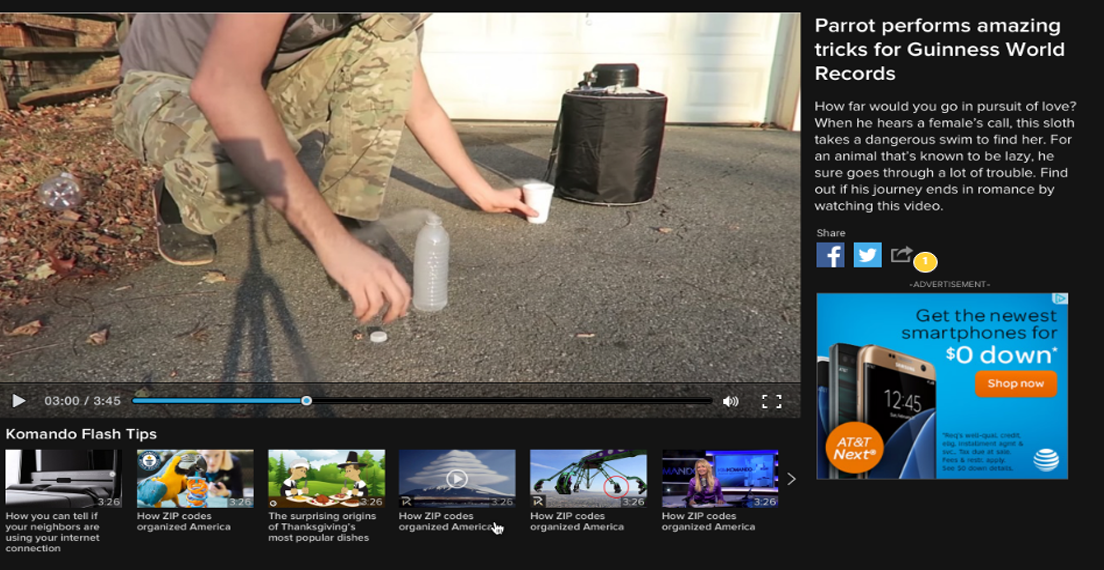 Parrot performs amazing
tricks for Guinness World
Records
How far would you go in pursuit of love?
When he hears a female's call, this sloth
takes a dangerous swim to find her. For
an animal that's known to be lazy, he
sure goes through a lot of trouble. Find
out if his journey ends in romance by
watching this video.
Share
1
-ADVERTISEMENT-
Get the newest
smartphones for
$0 down*
Shop now
SAMSUNG
12:45
AT&T
Next®
*Req's well-qual. credit,
elig. installment agmt &
svc. Tax due at sale.
Fees & restr. apply.
See $0 down details.
03:00 / 3:45
Komando Flash Tips
3:26
3:26
3:26
3:26
3:26
3:26
How you can tell if
your neighbors are
using your internet
connection
How ZIP codes
organized America
The surprising origins
of Thanksgiving's
most popular dishes
How ZIP codes
organized America
How ZIP codes
organized America
How ZIP codes
organized America